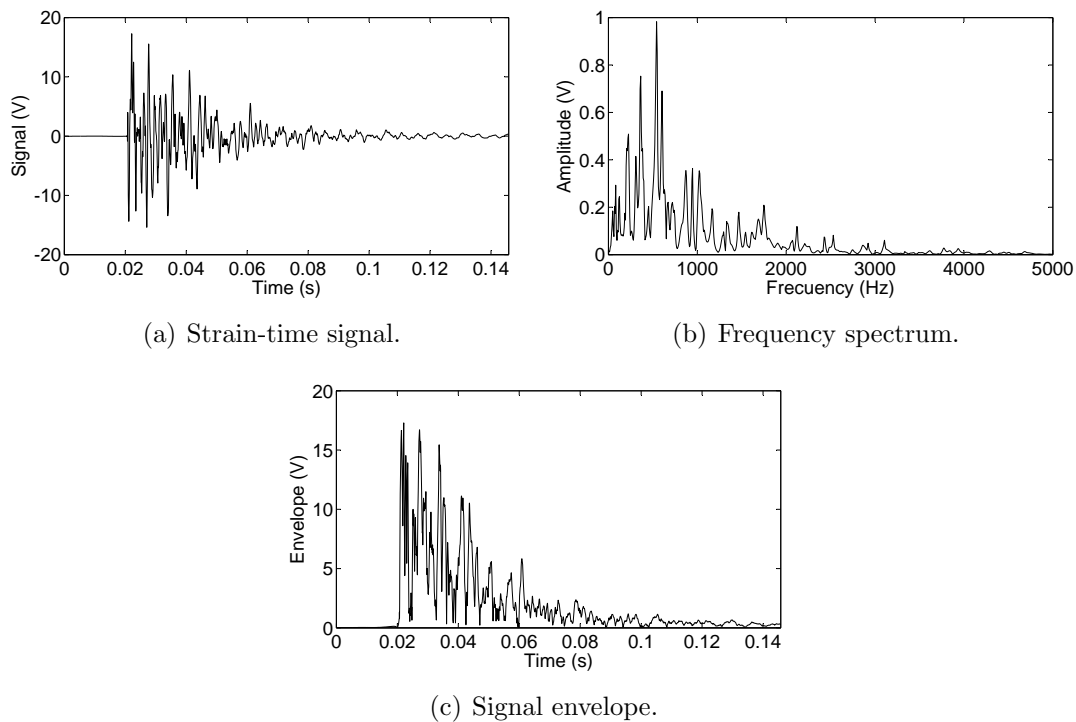 20
10
0
-10
-20
Signal (V)
0 0.02 0.04 0.06 0.08 0.1 0.12 0.14
Time (s)
(a) Strain-time signal.
1
0.8
0.6
0.4
0.2
0
Amplitude (V)
0 1000 2000 3000 4000 5000
Frecuency (Hz)
(b) Frequency spectrum.
20
15
10
5
0
Envelope (V)
0 0.02 0.04 0.06 0.08 0.1 0.12 0.14
Time (s)
(c) Signal envelope.